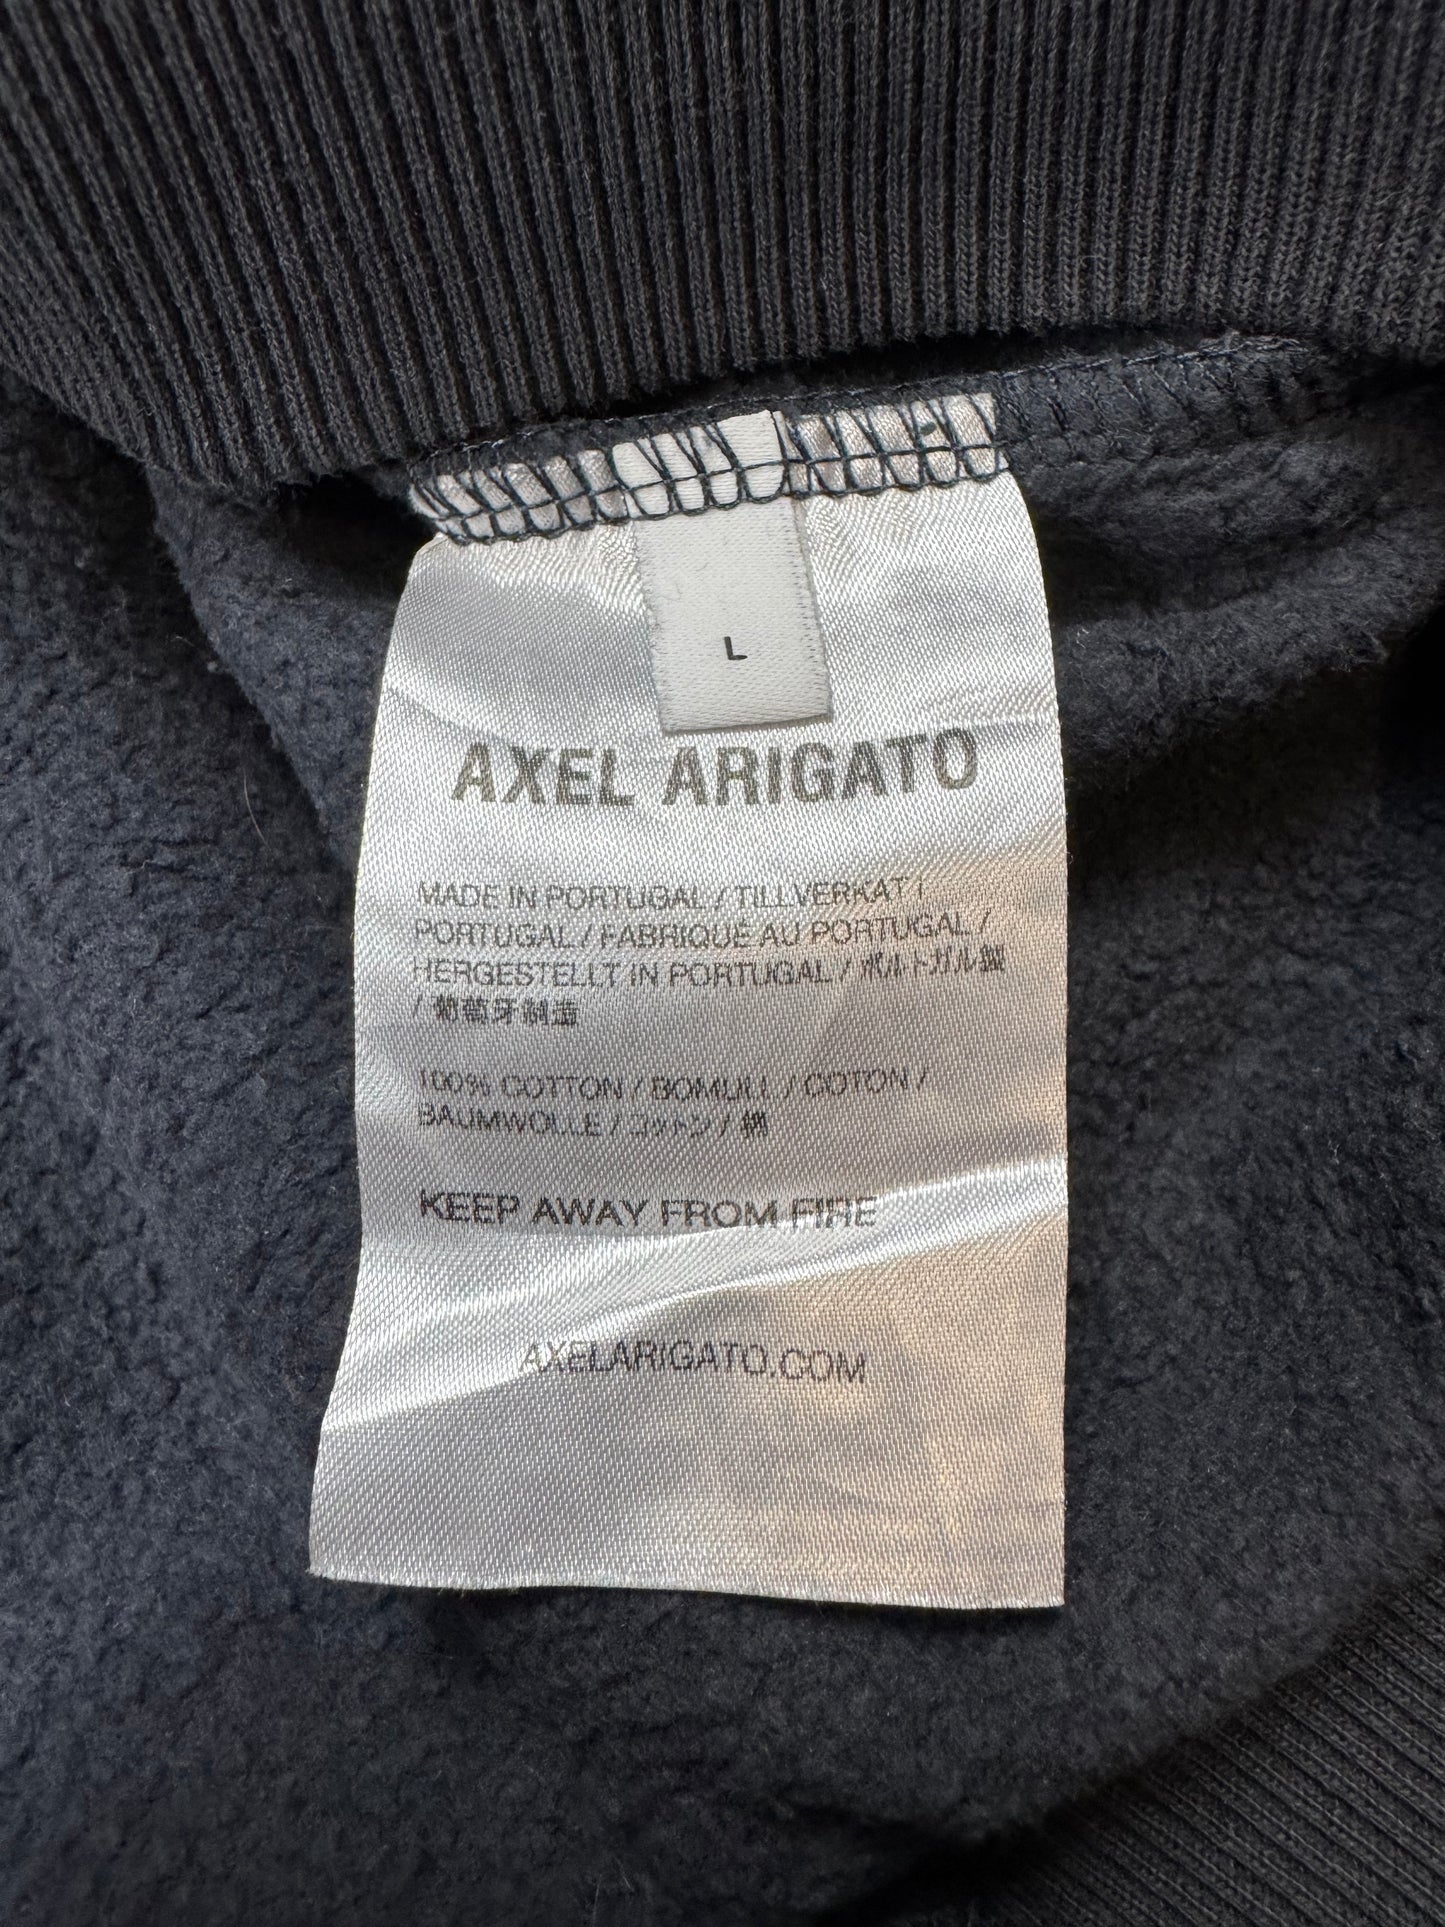 L
AXEL ARIGATO
MADE IN PORTUGAL / TILLVERKAT I
PORTUGAL / FABRIQUÉ AU PORTUGAL /
HERGESTELLT IN PORTUGAL / ポルトガル製
/ 葡萄牙制造
100% COTTON / BOMULL / COTON /
BAUMWOLLE / コットン / 棉
KEEP AWAY FROM FIRE
AXELARIGATO.COM